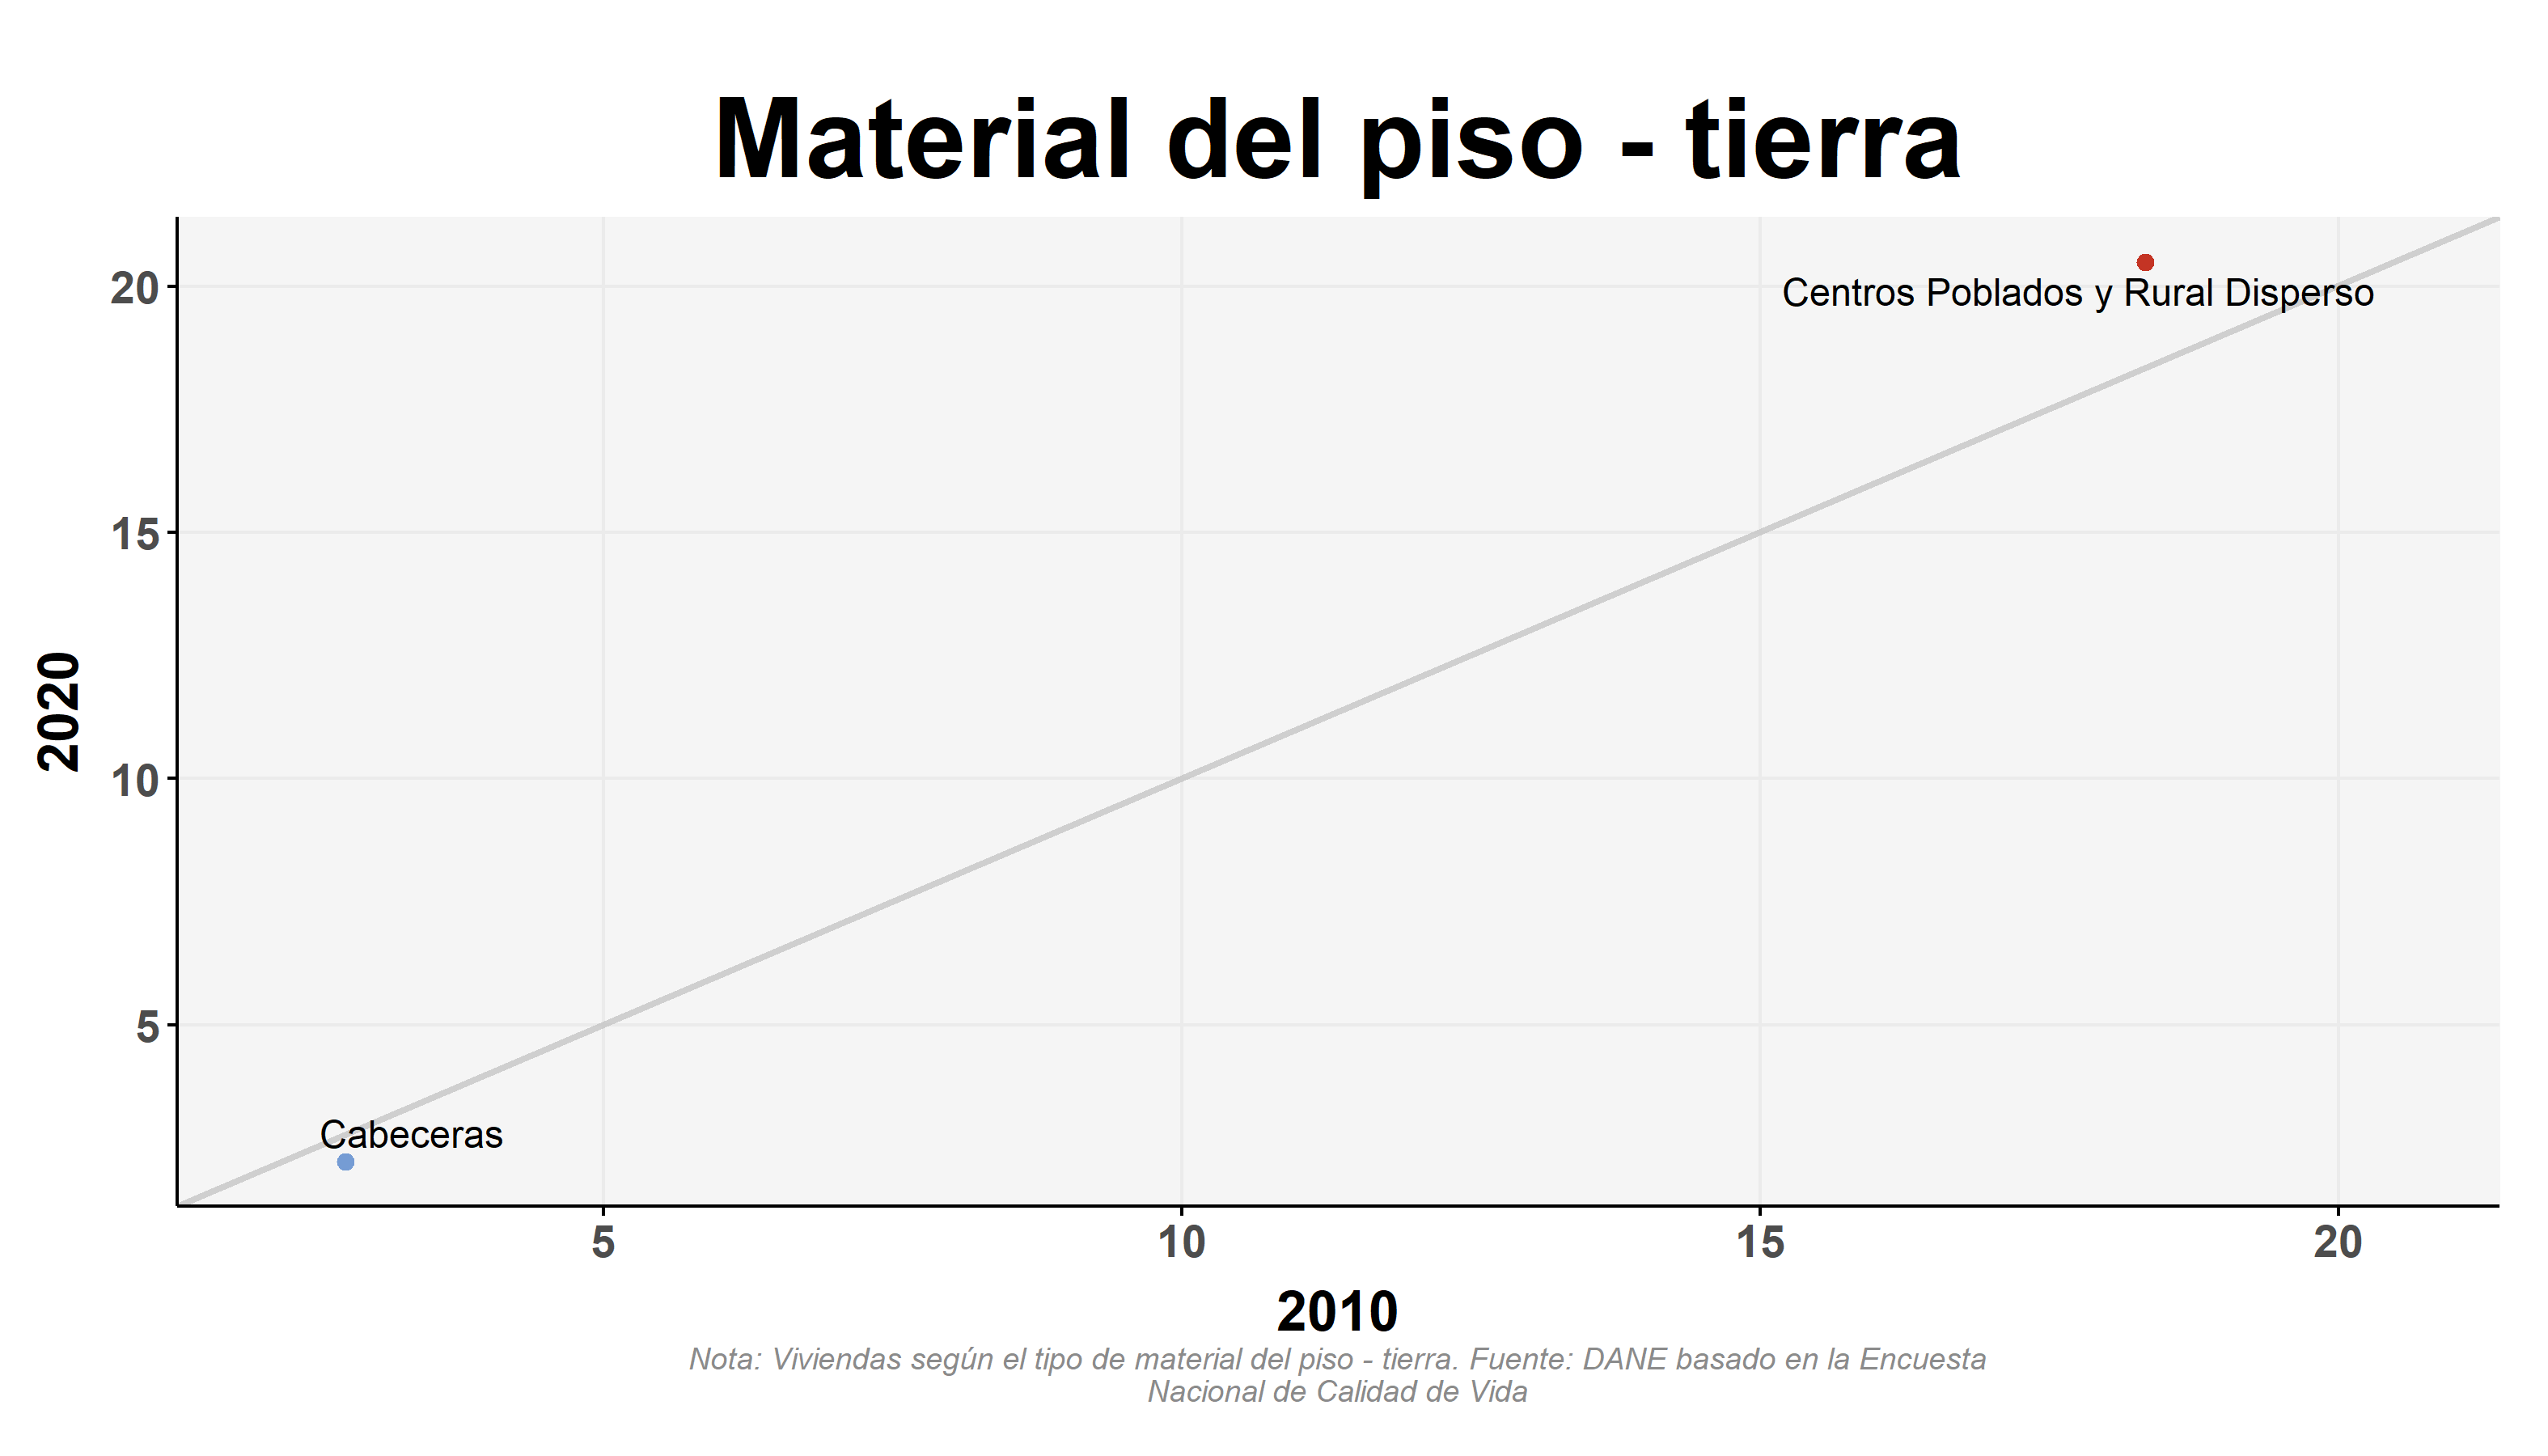 Material del piso - tierra
20
Centros Poblados y Rural Disperso
15
2020
10
5
Cabeceras
5 10 15 20
2010
Nota: Viviendas según el tipo de material del piso - tierra. Fuente: DANE basado en la Encuesta
Nacional de Calidad de Vida